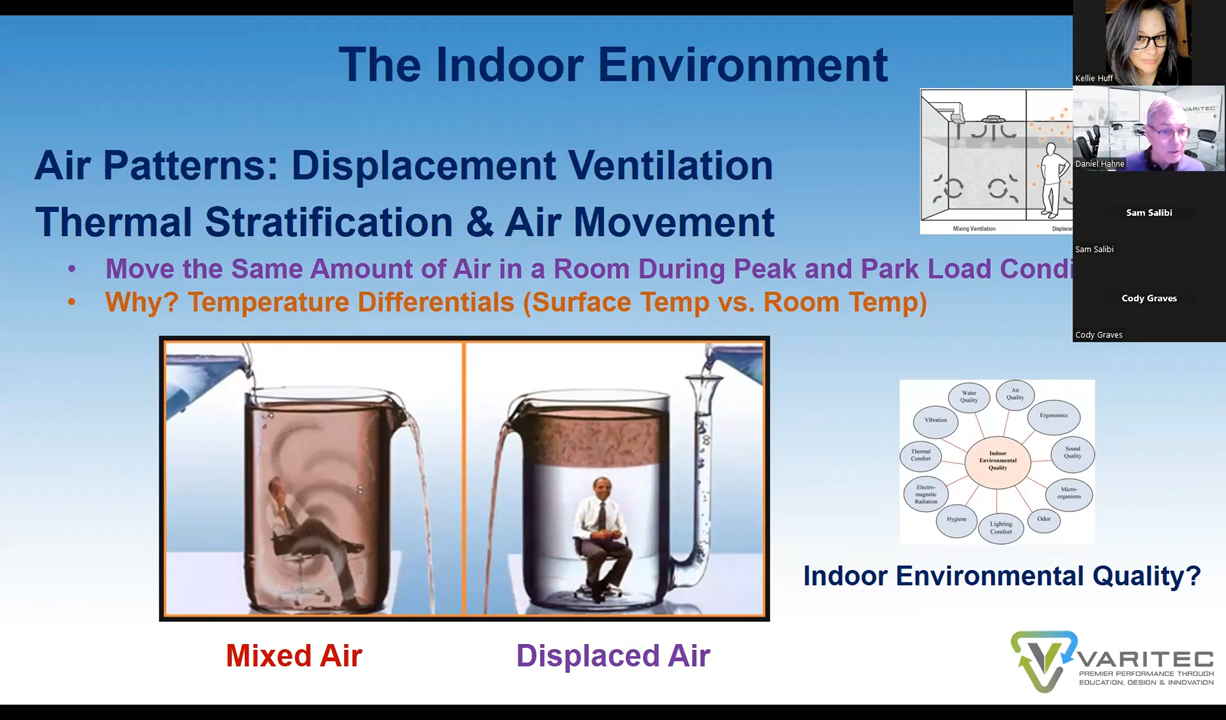 The Indoor Environment
Air Patterns: Displacement Ventilation
Thermal Stratification & Air Movement
• Move the Same Amount of Air in a Room During Peak and Park Load Condi
• Why? Temperature Differentials (Surface Temp vs. Room Temp)
Mixing Ventilation
Displac
Kellie Huff
VARITEC
Daniel Hahne
Sam Salibi
Sam Salibi
Cody Graves
Cody Graves
Water
Quality
Air
Quality
Vibration
Ergonomics
Thermal
Comfort
Indoor
Environmental
Quality
Sound
Quality
Electro-
magnetic
Radiation
Micro-
organisms
Hygiene
Lighting
Comfort
Odor
Indoor Environmental Quality?
Mixed Air
Displaced Air
VARITEC
PREMIER PERFORMANCE THROUGH
EDUCATION, DESIGN & INNOVATION